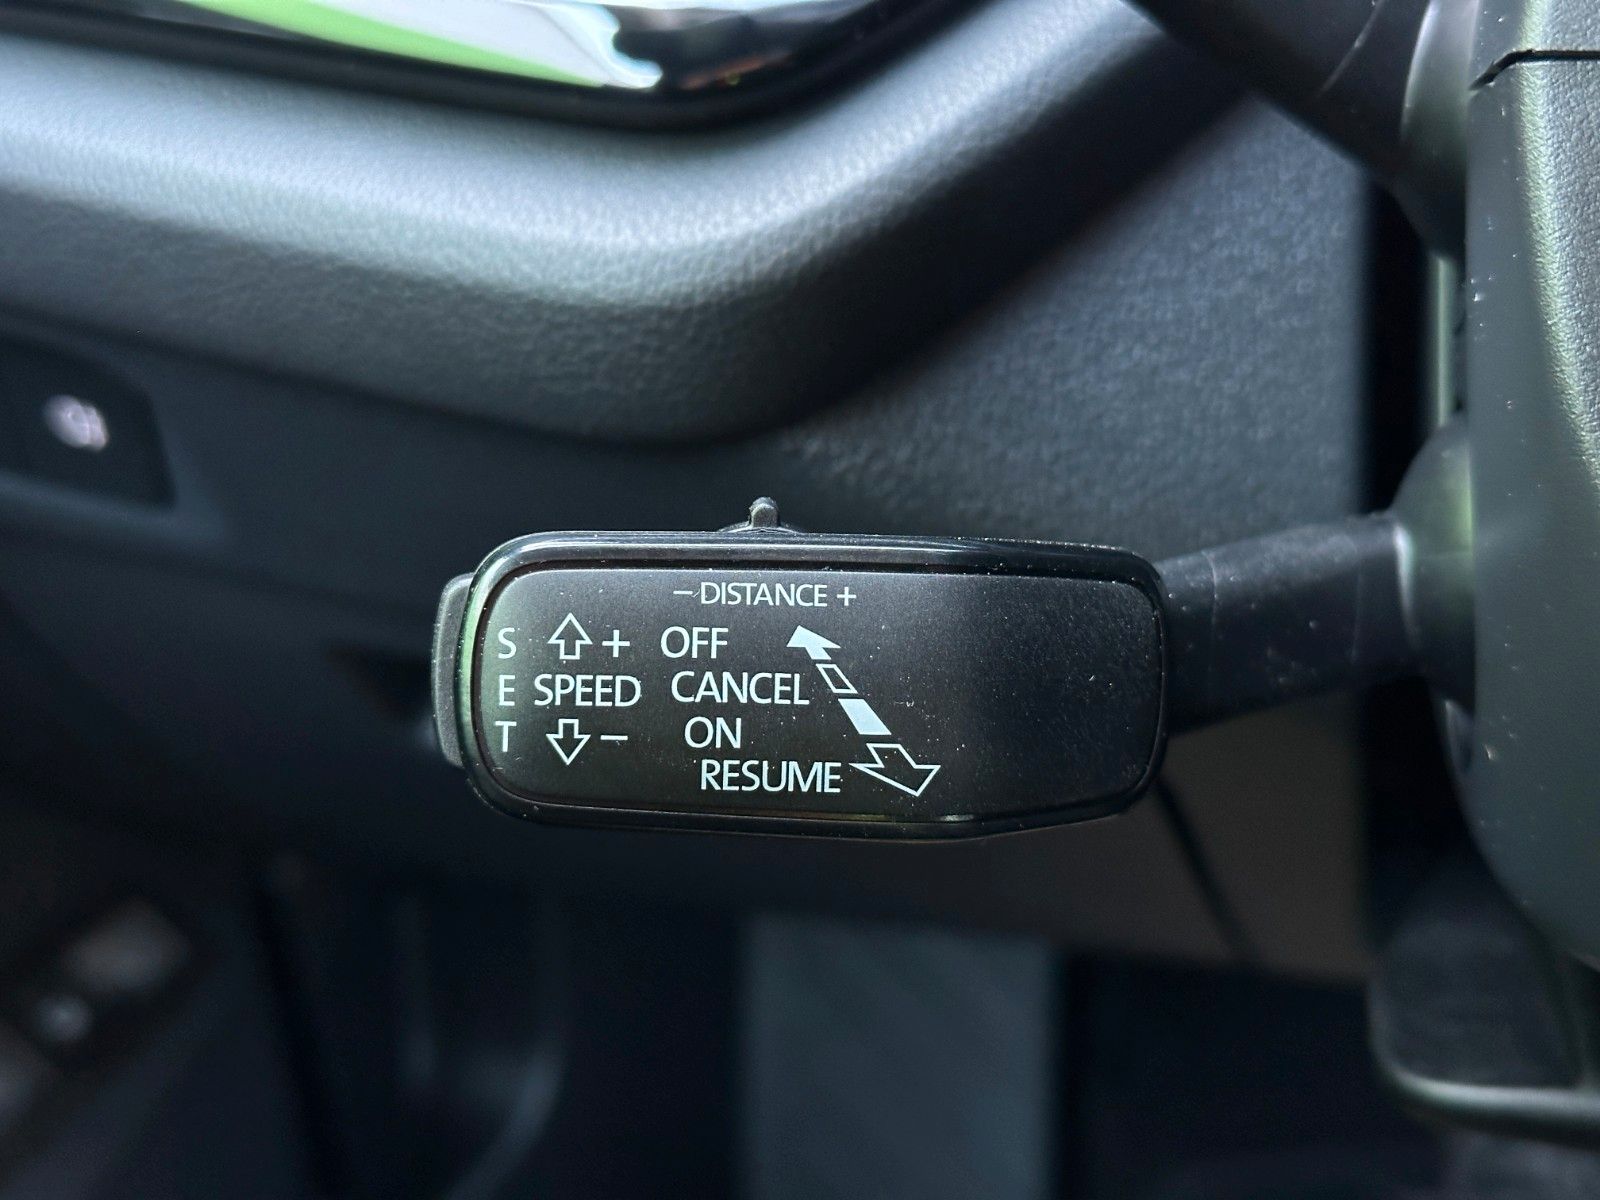 – DISTANCE +
S + OFF
E SPEED CANCEL
T – ON
RESUME